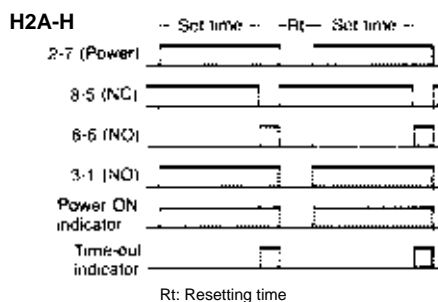 H2A-H
Set time Rt Set time
2-7 (Power)
8-5 (NC)
6-6 (NO)
3-1 (NO)
Power ON
indicator
Time-out
indicator
Rt: Resetting time